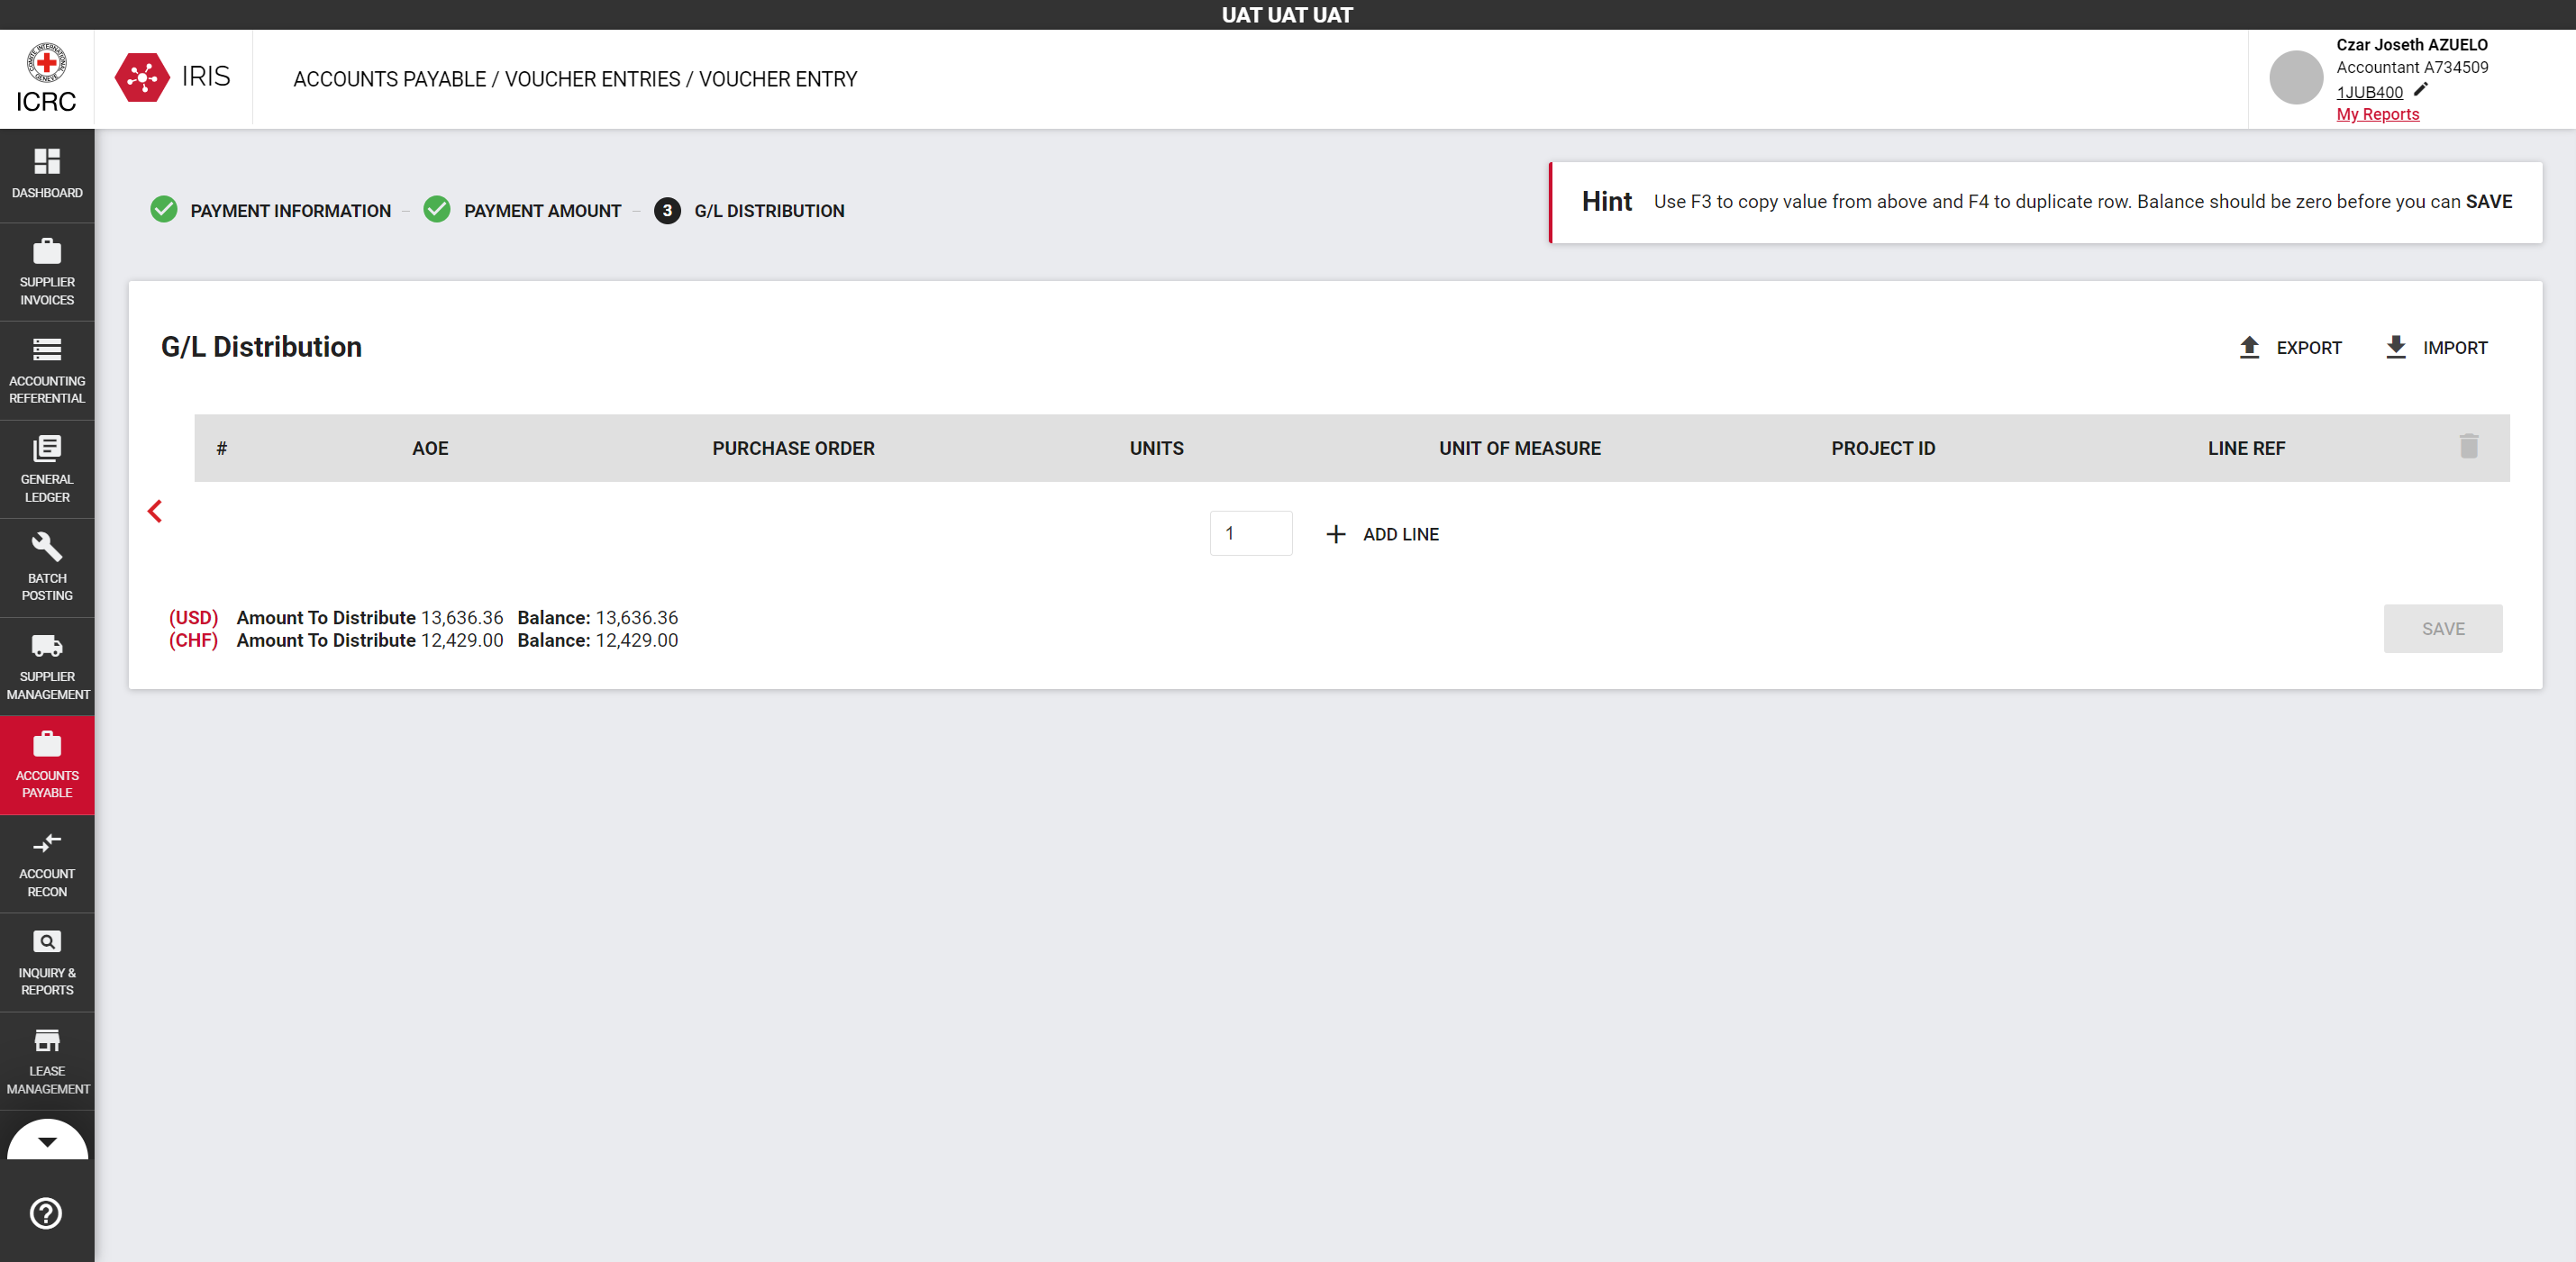 UAT UAT UAT
COMITE INTERNATIONAL GENEVE
ICRC
IRIS
ACCOUNTS PAYABLE / VOUCHER ENTRIES / VOUCHER ENTRY
Czar Joseth AZUELO
Accountant A734509
1JUB400
My Reports
DASHBOARD
SUPPLIER
INVOICES
ACCOUNTING
REFERENTIAL
GENERAL
LEDGER
BATCH
POSTING
SUPPLIER
MANAGEMENT
ACCOUNTS
PAYABLE
ACCOUNT
RECON
INQUIRY &
REPORTS
LEASE
MANAGEMENT
?
PAYMENT INFORMATION
PAYMENT AMOUNT
3 G/L DISTRIBUTION
Hint Use F3 to copy value from above and F4 to duplicate row. Balance should be zero before you can SAVE
G/L Distribution
EXPORT
IMPORT
# AOE PURCHASE ORDER UNITS UNIT OF MEASURE PROJECT ID LINE REF
1 + ADD LINE
(USD) Amount To Distribute 13,636.36 Balance: 13,636.36
(CHF) Amount To Distribute 12,429.00 Balance: 12,429.00
SAVE